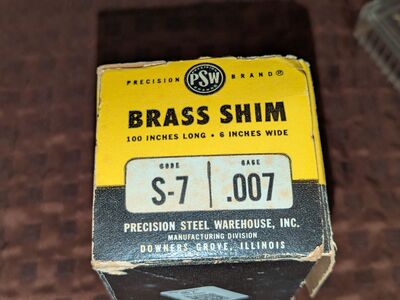 PRECISION PSW BRAND®
BRASS SHIM
100 INCHES LONG • 6 INCHES WIDE
CODE GAGE
S-7 .007
PRECISION STEEL WAREHOUSE, INC.
MANUFACTURING DIVISION
DOWNERS GROVE, ILLINOIS